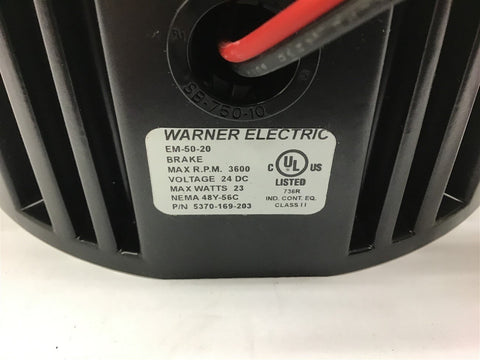 SB-750-10
WARNER ELECTRIC
EM-50-20
BRAKE
MAX R.P.M. 3600
VOLTAGE 24 DC
MAX WATTS 23
NEMA 48Y-56C
P/N 5370-169-203
C UL US
LISTED
736R
IND. CONT. EQ.
CLASS II